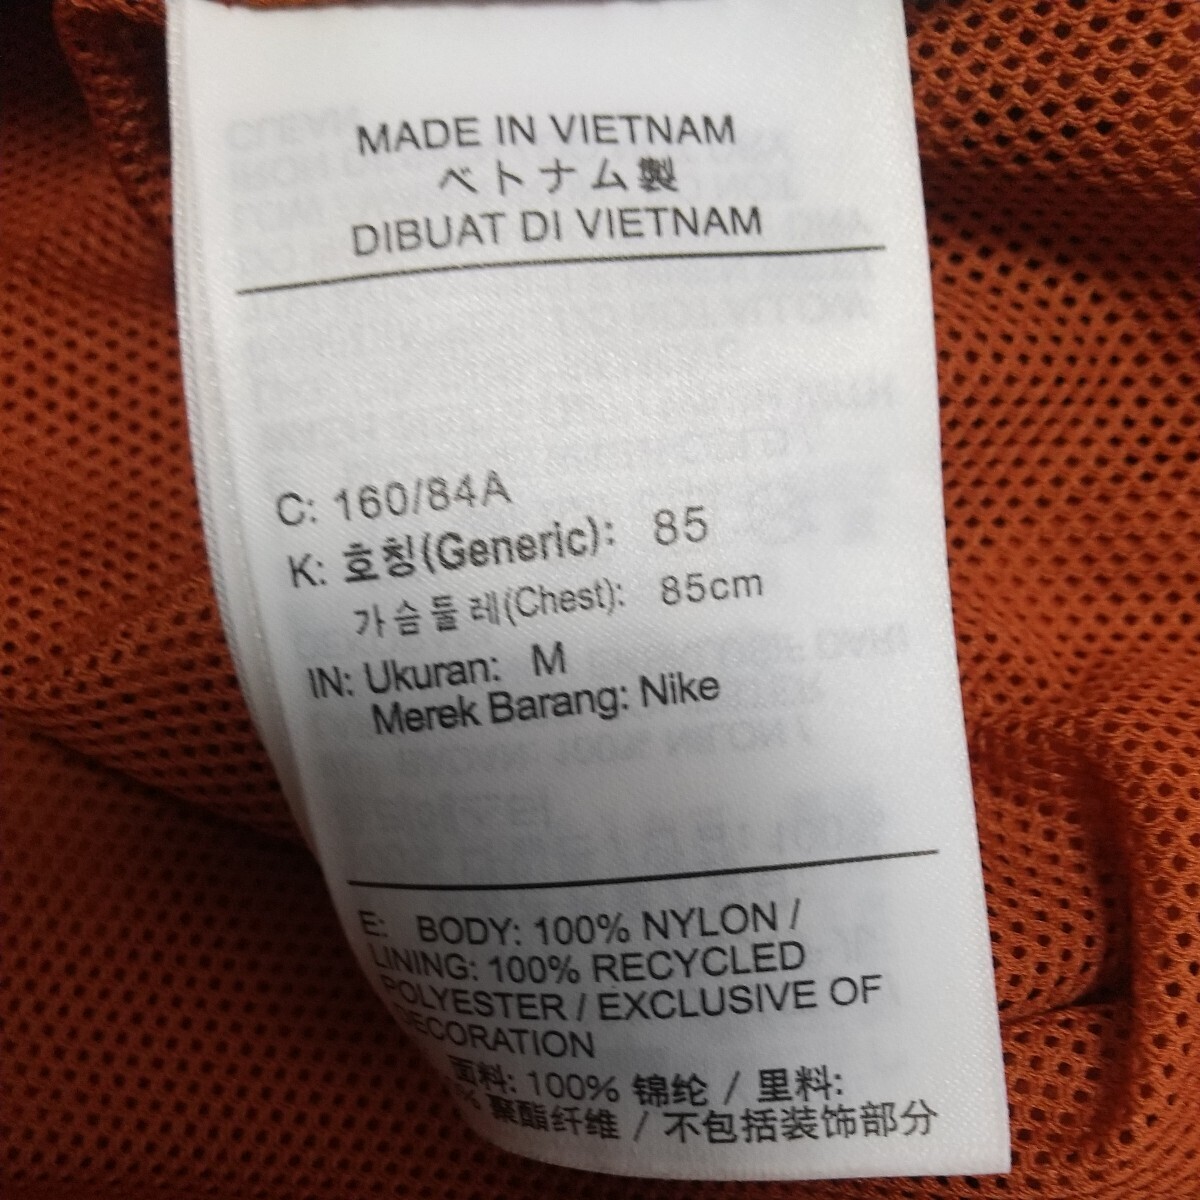 MADE IN VIETNAM
ベトナム製
DIBUAT DI VIETNAM
C: 160/84A
K: 호칭(Generic): 85
가슴둘레(Chest): 85cm
IN: Ukuran: M
Merek Barang: Nike
E: BODY: 100% NYLON /
LINING: 100% RECYCLED
POLYESTER / EXCLUSIVE OF
DECORATION
面料: 100% 锦纶 / 里料:
% 聚酯纤维 / 不包括装饰部分